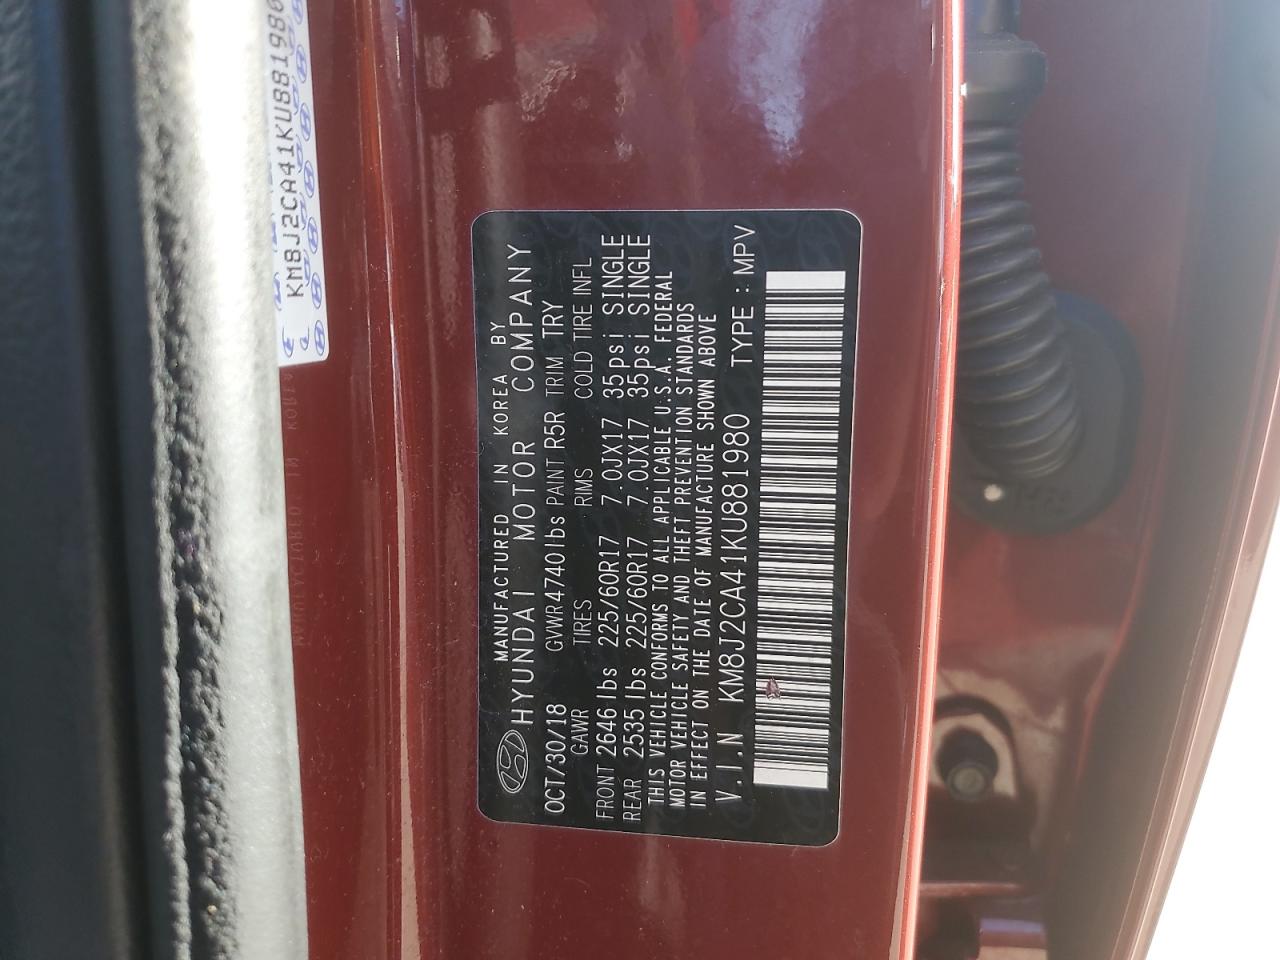 MANUFACTURED IN KOREA BY
HYUNDAI MOTOR COMPANY
OCT/30/18 GVWR4740lbs PAINT R5R TRIM TRY
GAWR TIRES RIMS COLD TIRE INFL
FRONT 2646lbs 225/60R17 7.0JX17 35psi SINGLE
REAR 2535lbs 225/60R17 7.0JX17 35psi SINGLE
THIS VEHICLE CONFORMS TO ALL APPLICABLE U.S.A. FEDERAL
MOTOR VEHICLE SAFETY AND THEFT PREVENTION STANDARDS
IN EFFECT ON THE DATE OF MANUFACTURE SHOWN ABOVE
V.I.N KM8J2CA41KU881980 TYPE : MPV
KM8J2CA41KU881980